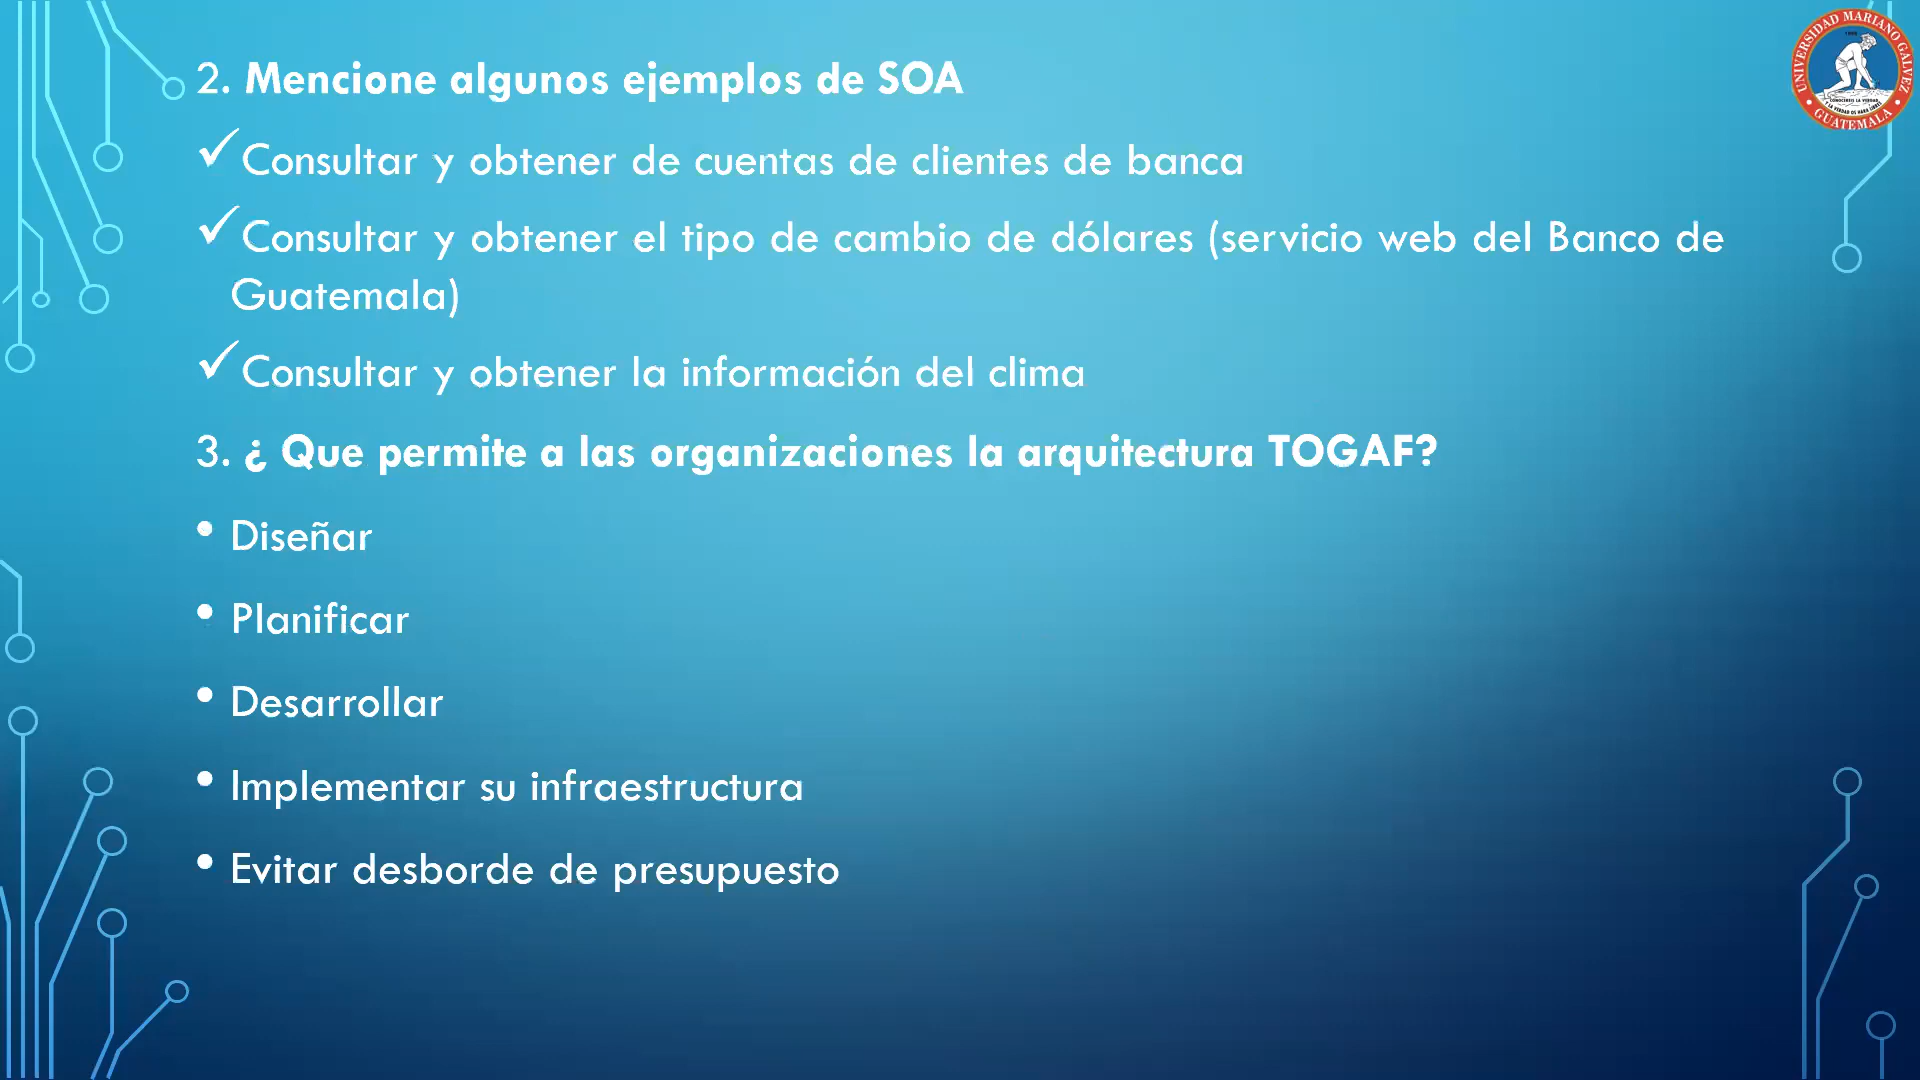 2. Mencione algunos ejemplos de SOA
✓Consultar y obtener de cuentas de clientes de banca
✓Consultar y obtener el tipo de cambio de dólares (servicio web del Banco de
Guatemala)
✓Consultar y obtener la información del clima
3. ¿ Que permite a las organizaciones la arquitectura TOGAF?
• Diseñar
• Planificar
• Desarrollar
• Implementar su infraestructura
• Evitar desborde de presupuesto
UNIVERSIDAD MARIANO GALVEZ
GUATEMALA